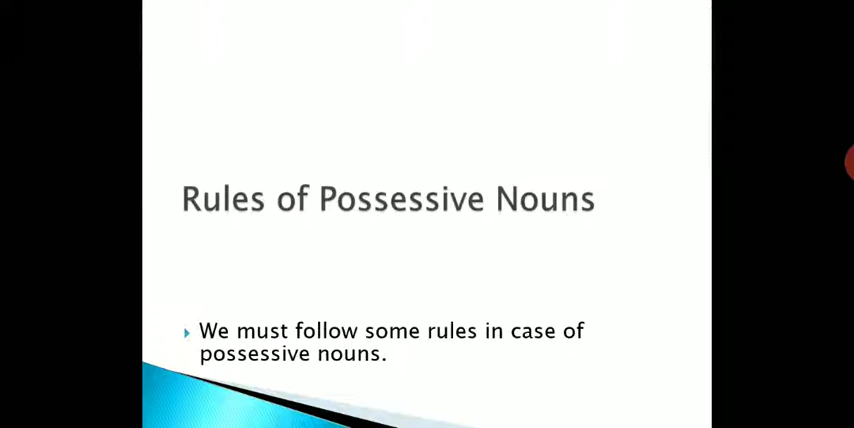 Rules of Possessive Nouns
We must follow some rules in case of
possessive nouns.